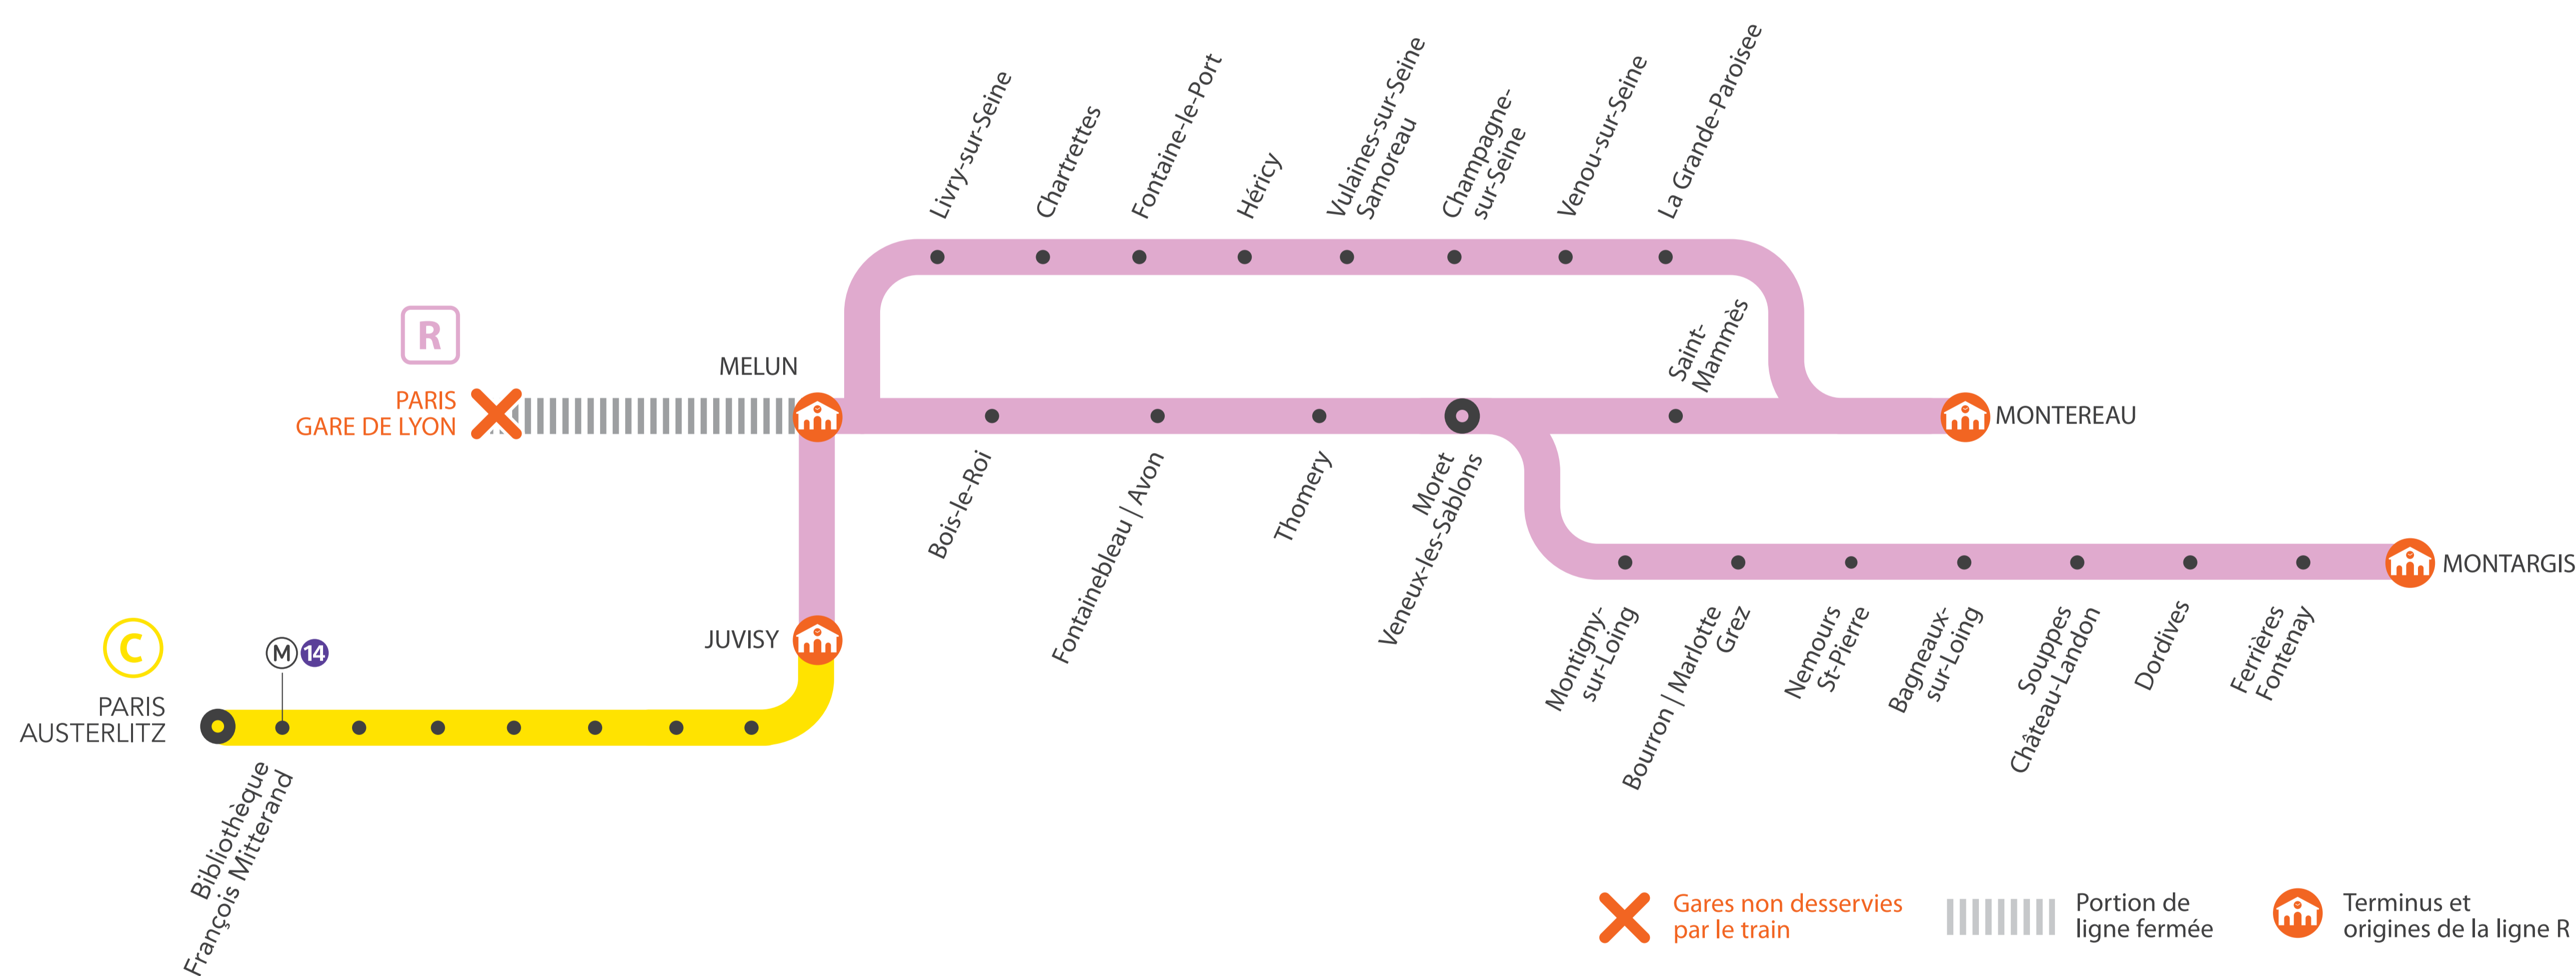 Livry-sur-Seine
Chartrettes
Fontaine-le-Port
Héricy
Vulaines-sur-Seine
Samoreau
Champagne-
sur-Seine
Venou-sur-Seine
La Grande-Paroisee
R
PARIS
GARE DE LYON
MELUN
Saint-
Mammès
MONTEREAU
Bois-le-Roi
Fontainebleau | Avon
Thomery
Moret
Veneux-les-Sablons
MONTARGIS
Montigny-
sur-Loing
Bourron | Marlotte
Grez
Nemours
St-Pierre
Bagneaux-
sur-Loing
Souppes
Château-Landon
Dordives
Ferrières
Fontenay
JUVISY
C
M 14
PARIS
AUSTERLITZ
Bibliothèque
François Mitterand
Gares non desservies
par le train
Portion de
ligne fermée
Terminus et
origines de la ligne R